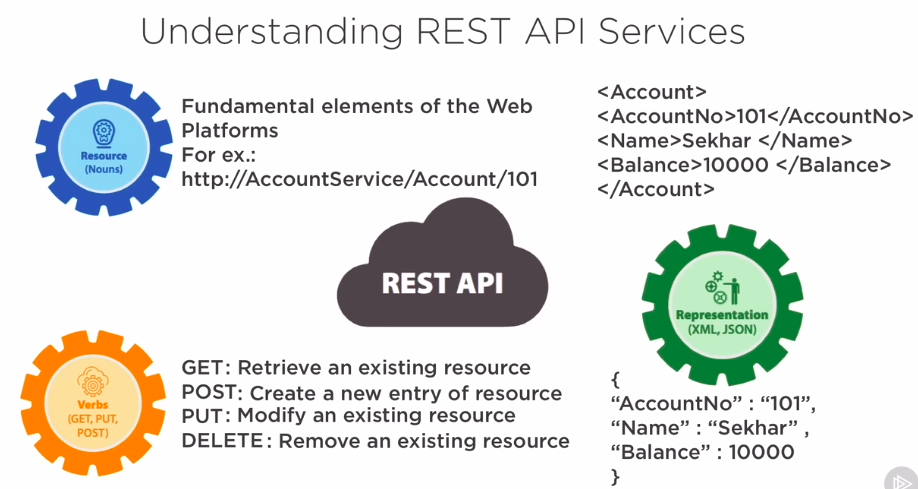 Understanding REST API Services
Resource
(Nouns)
Fundamental elements of the Web
Platforms
For ex.:
http://AccountService/Account/101
<Account>
<AccountNo>101</AccountNo>
<Name>Sekhar </Name>
<Balance>10000 </Balance>
</Account>
REST API
Representation
(XML, JSON)
Verbs
(GET, PUT,
POST)
GET: Retrieve an existing resource
POST: Create a new entry of resource
PUT: Modify an existing resource
DELETE: Remove an existing resource
{
“AccountNo” : “101”,
“Name” : “Sekhar” ,
“Balance” : 10000
}